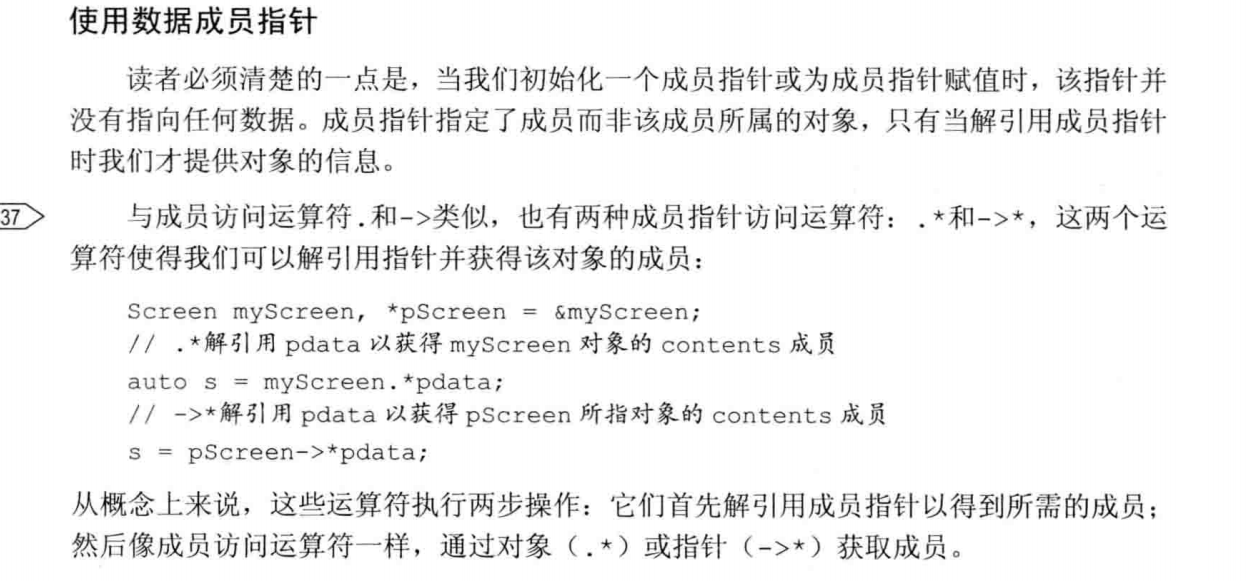 使用数据成员指针
读者必须清楚的一点是，当我们初始化一个成员指针或为成员指针赋值时，该指针并
没有指向任何数据。成员指针指定了成员而非该成员所属的对象，只有当解引用成员指针
时我们才提供对象的信息。
37 与成员访问运算符.和->类似，也有两种成员指针访问运算符：.*和->*，这两个运
算符使得我们可以解引用指针并获得该对象的成员：
Screen myScreen, *pScreen = &myScreen;
// .*解引用 pdata 以获得 myScreen 对象的 contents 成员
auto s = myScreen.*pdata;
// ->*解引用 pdata 以获得 pScreen 所指对象的 contents 成员
s = pScreen->*pdata;
从概念上来说，这些运算符执行两步操作：它们首先解引用成员指针以得到所需的成员；
然后像成员访问运算符一样，通过对象（.*）或指针（->*）获取成员。